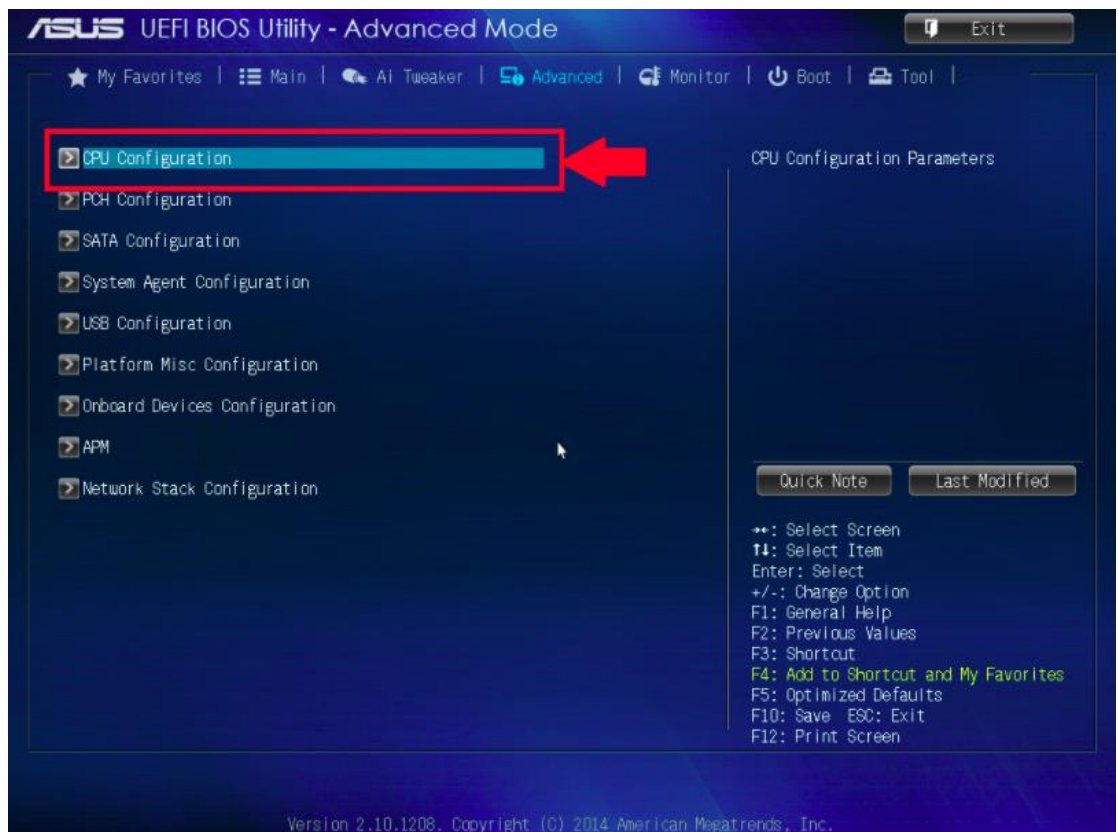 ASUS UEFI BIOS Utility - Advanced Mode
Exit
My Favorites | Main | Ai Tweaker | Advanced | Monitor | Boot | Tool |
CPU Configuration
CPU Configuration Parameters
PCH Configuration
SATA Configuration
System Agent Configuration
USB Configuration
Platform Misc Configuration
Onboard Devices Configuration
APM
Network Stack Configuration
Quick Note
Last Modified
→←: Select Screen
↑↓: Select Item
Enter: Select
+/-: Change Option
F1: General Help
F2: Previous Values
F3: Shortcut
F4: Add to Shortcut and My Favorites
F5: Optimized Defaults
F10: Save ESC: Exit
F12: Print Screen
Version 2.10.1208. Copyright (C) 2014 American Megatrends, Inc.